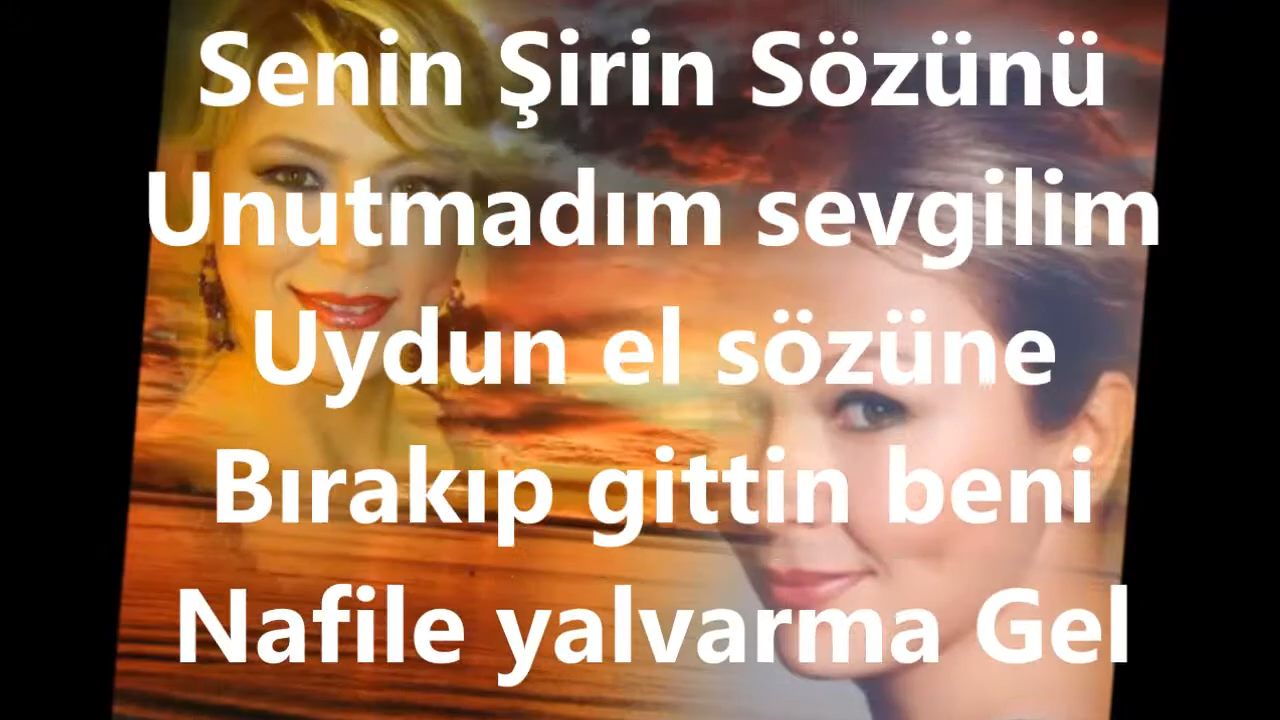 Senin Şirin Sözünü
Unutmadım sevgilim
Uydun el sözüne
Bırakıp gittin beni
Nafile yalvarma Gel